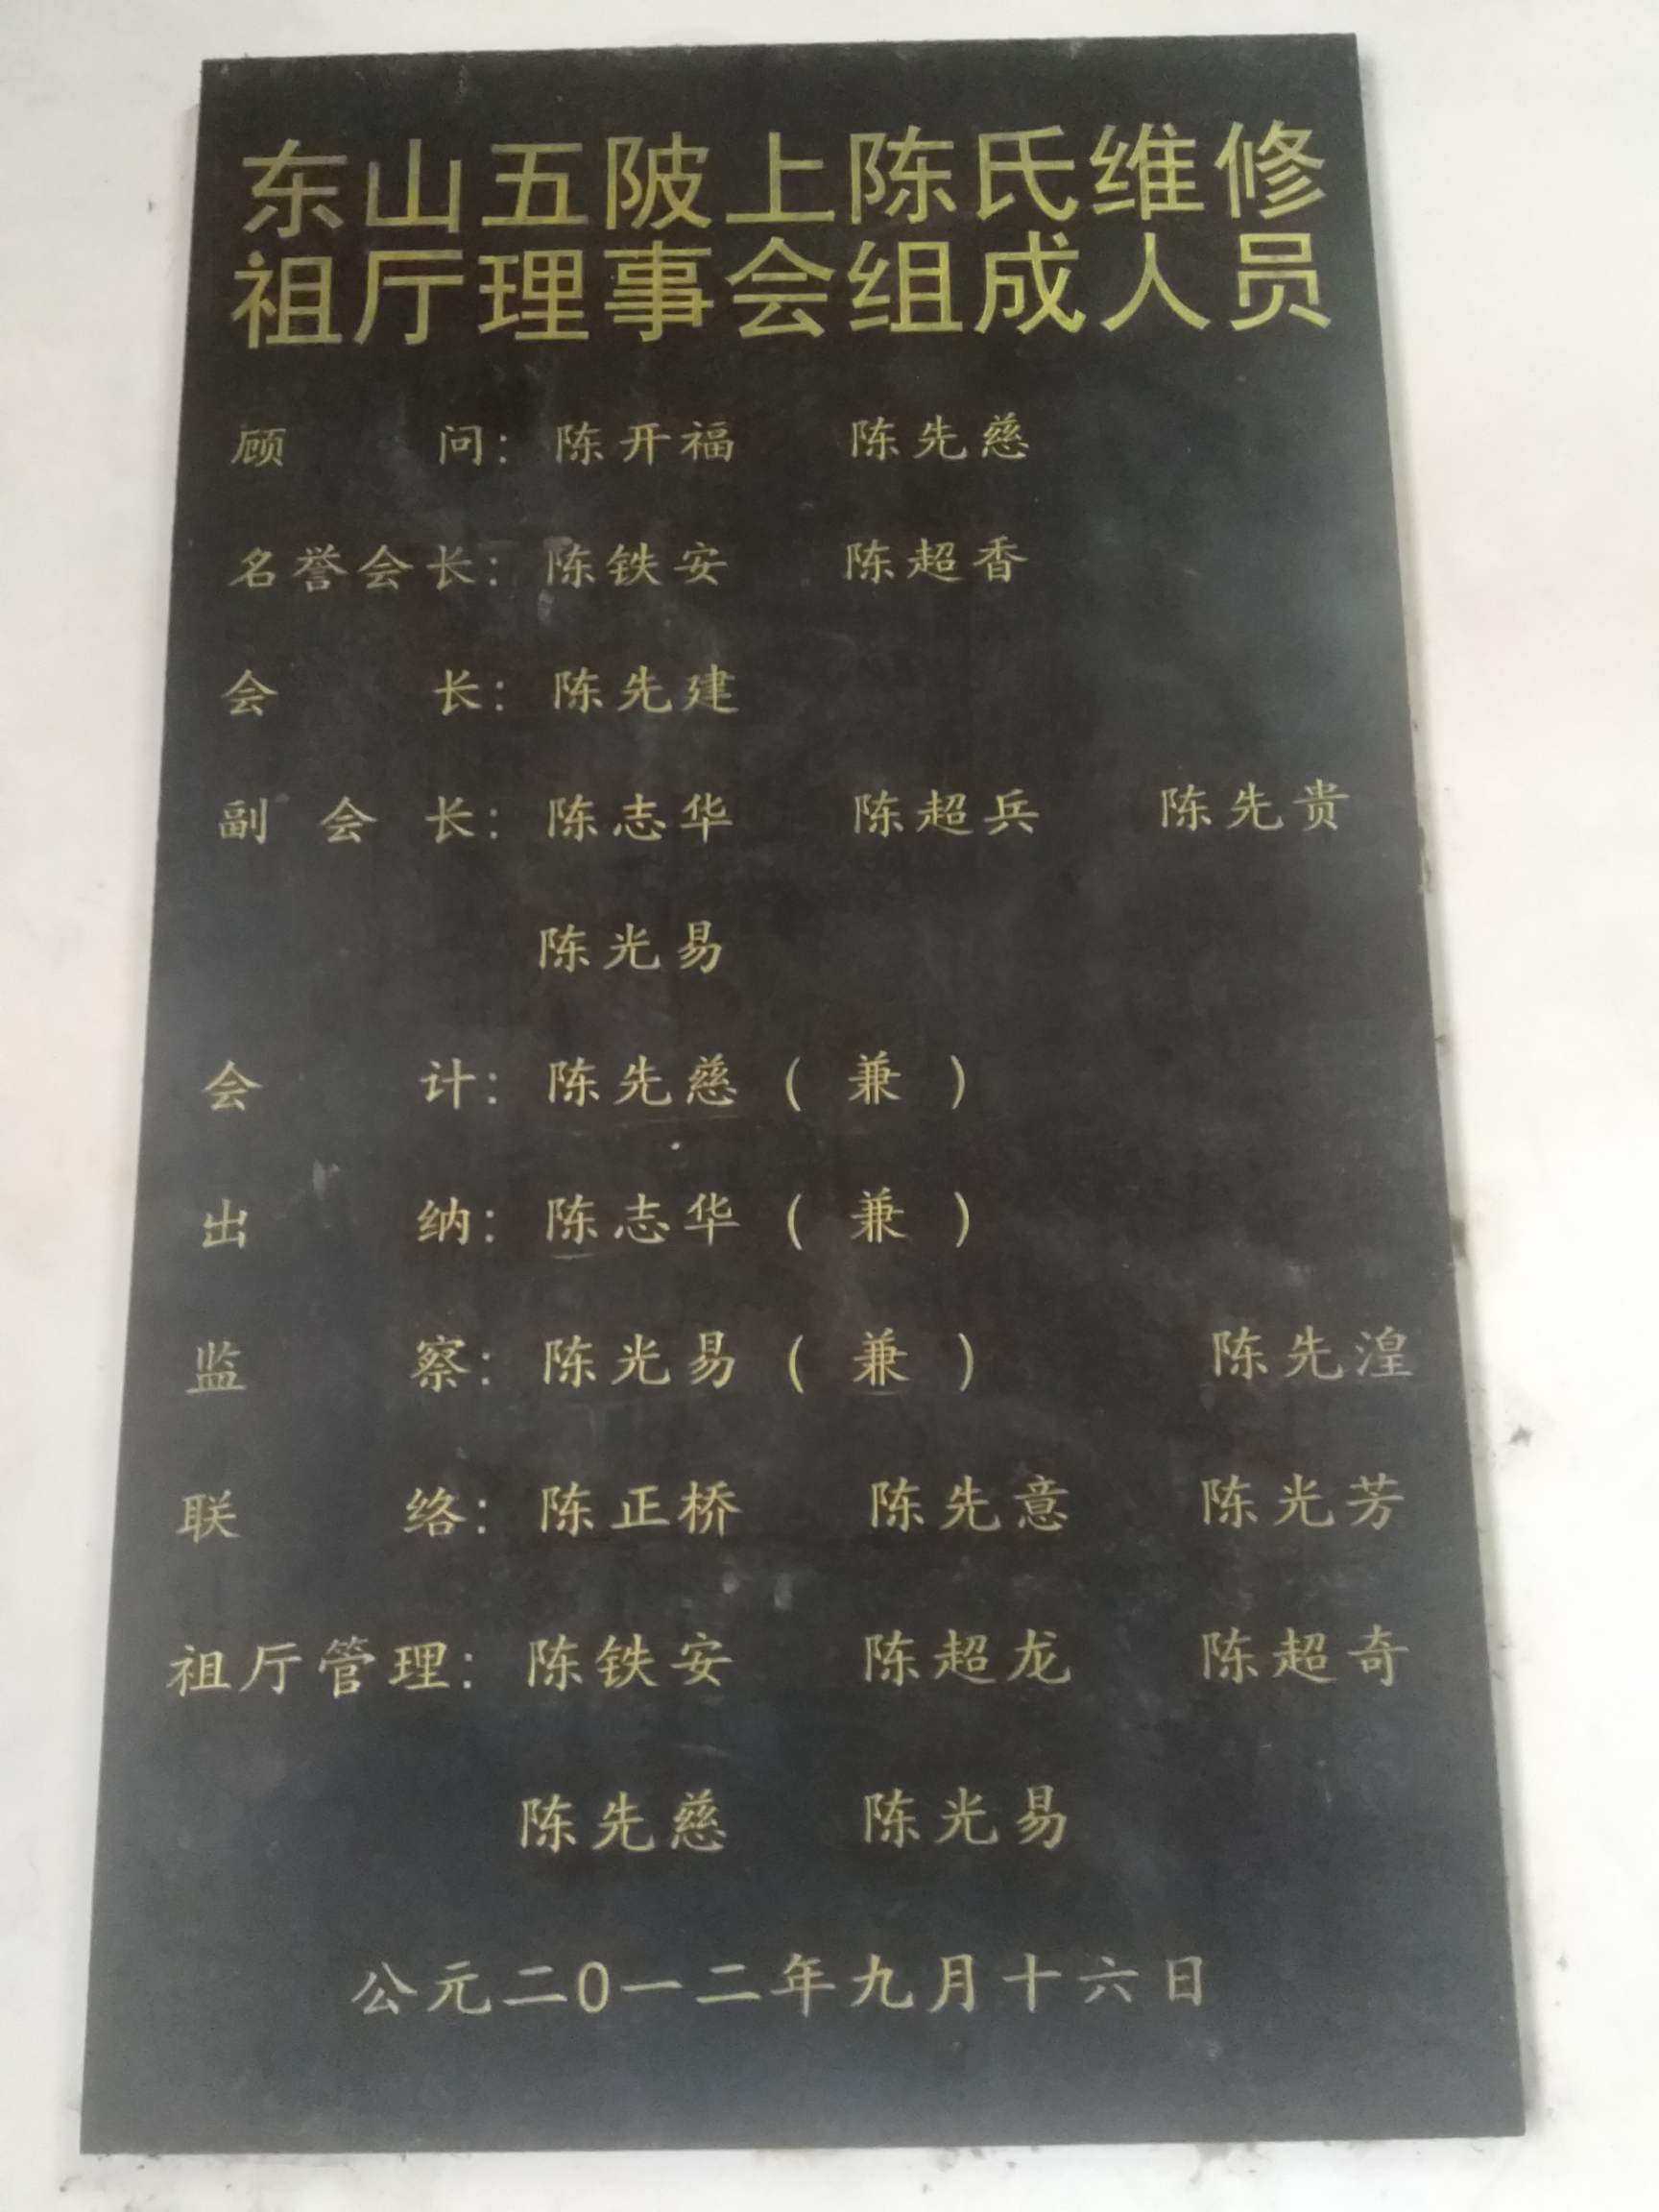 东山五陂上陈氏维修
祖厅理事会组成人员
顾问：陈开福 陈先慈
名誉会长：陈铁安 陈超香
会长：陈先建
副会长：陈志华 陈超兵 陈先贵
陈光易
会计：陈先慈（兼）
出纳：陈志华（兼）
监察：陈光易（兼） 陈先湟
联络：陈正桥 陈先意 陈光芳
祖厅管理：陈铁安 陈超龙 陈超奇
陈先慈 陈光易
公元二0一二年九月十六日